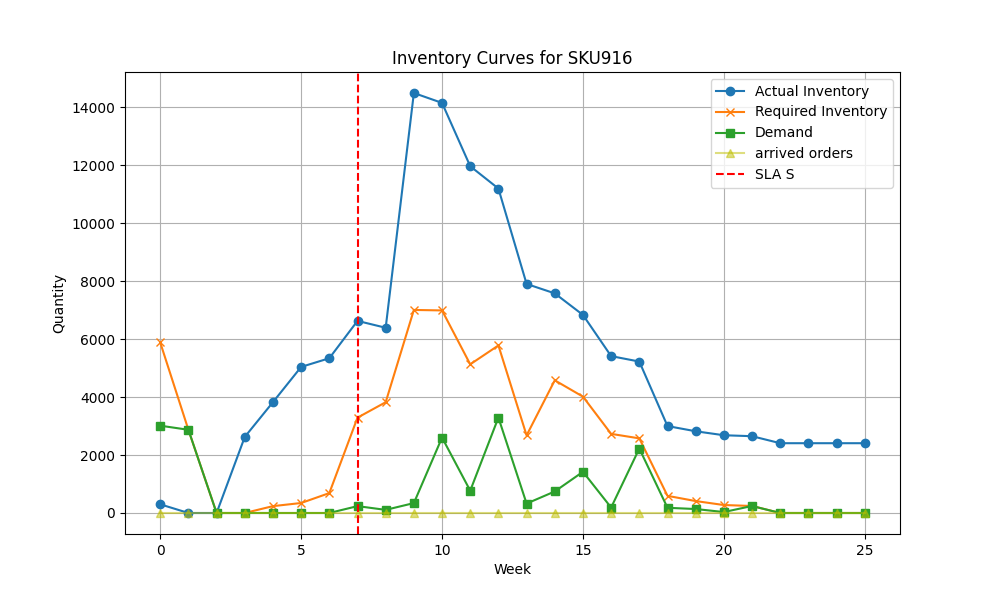 Inventory Curves for SKU916
Actual Inventory
Required Inventory
Demand
arrived orders
SLA S
Quantity
14000
12000
10000
8000
6000
4000
2000
0
0 5 10 15 20 25
Week